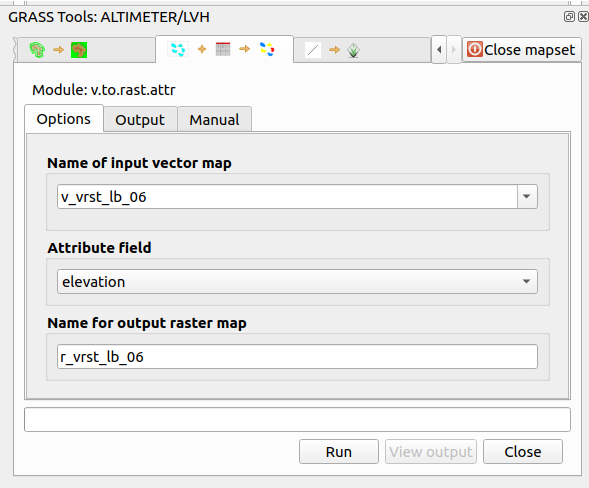 GRASS Tools: ALTIMETER/LVH
Close mapset
Module: v.to.rast.attr
Options Output Manual
Name of input vector map
v_vrst_lb_06
Attribute field
elevation
Name for output raster map
r_vrst_lb_06
Run View output Close